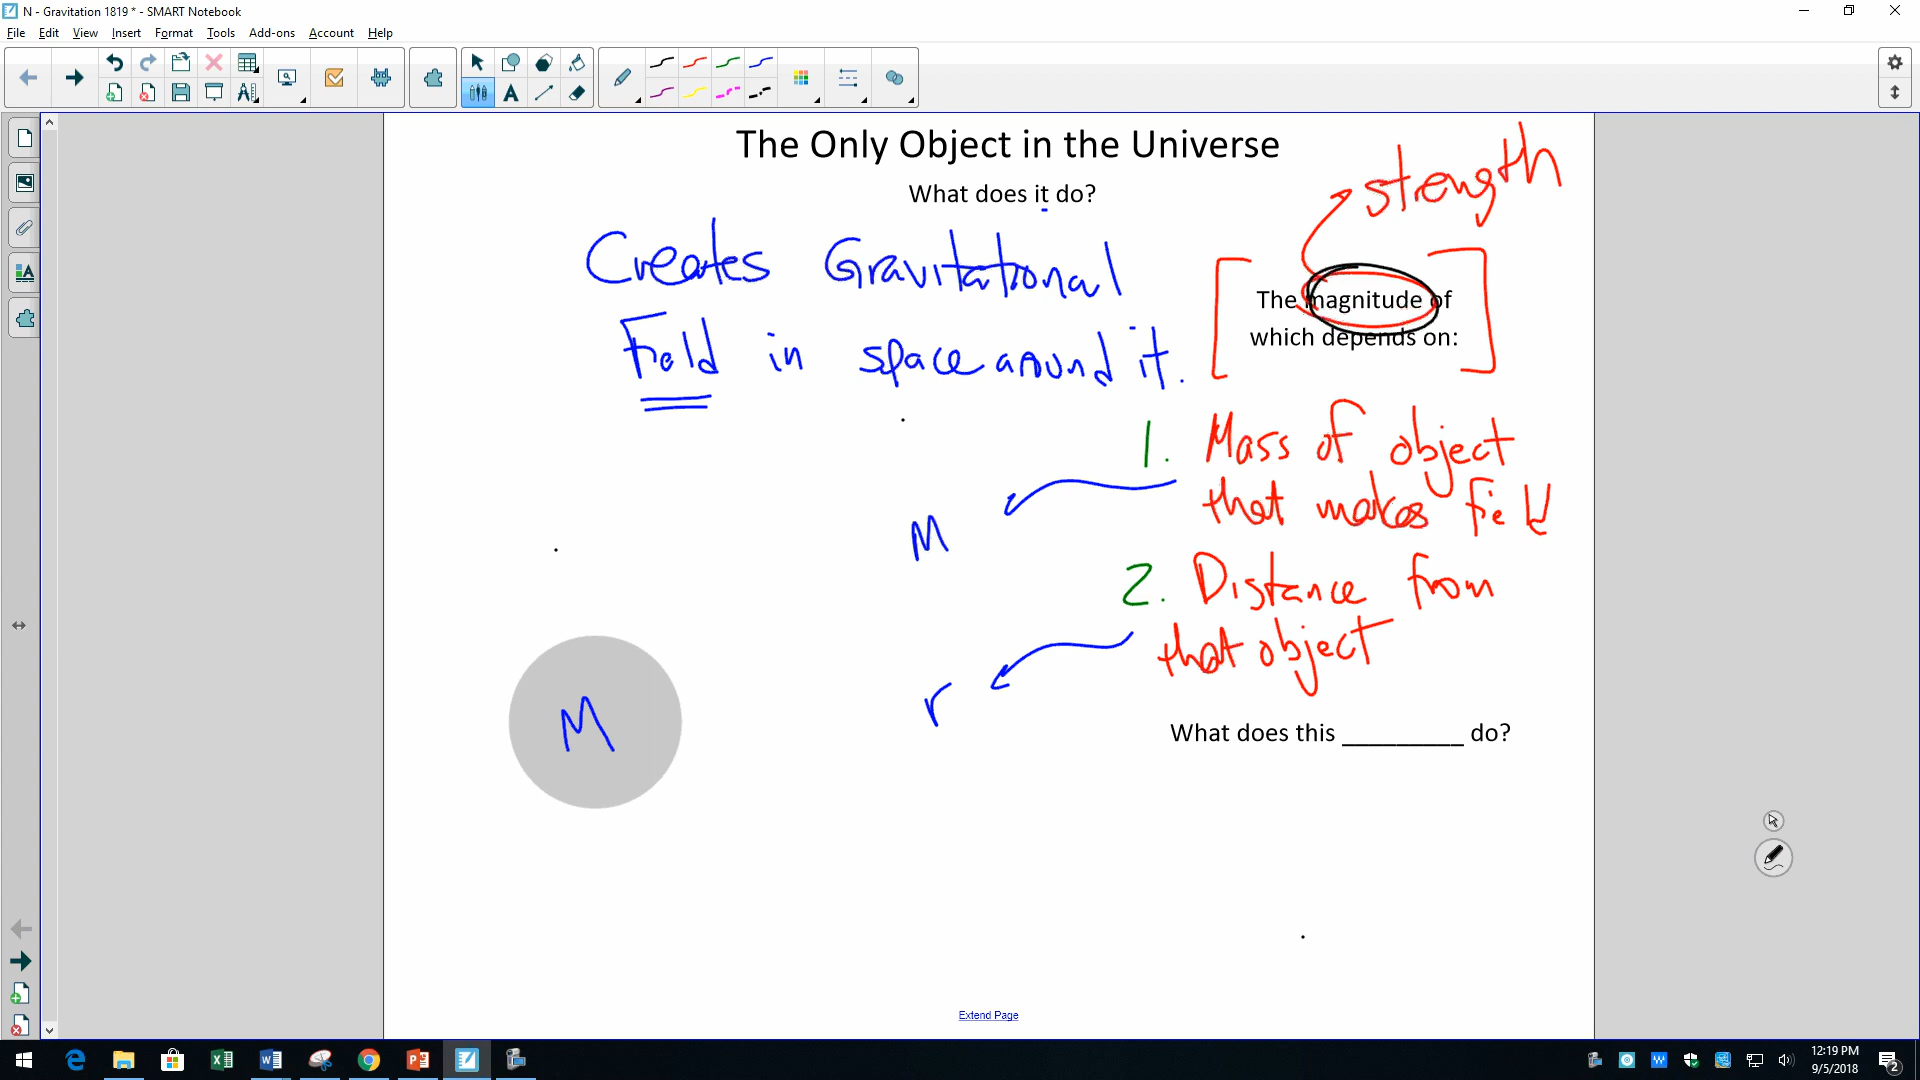 N - Gravitation 1819 * - SMART Notebook
File Edit View Insert Format Tools Add-ons Account Help
The Only Object in the Universe
What does it do?
strength
Creates Gravitational
Field in space around it.
The magnitude of
which depends on:
1. Mass of object
that makes field
M
2. Distance from
that object
r
M
What does this _________ do?
Extend Page
12:19 PM
9/5/2018
2